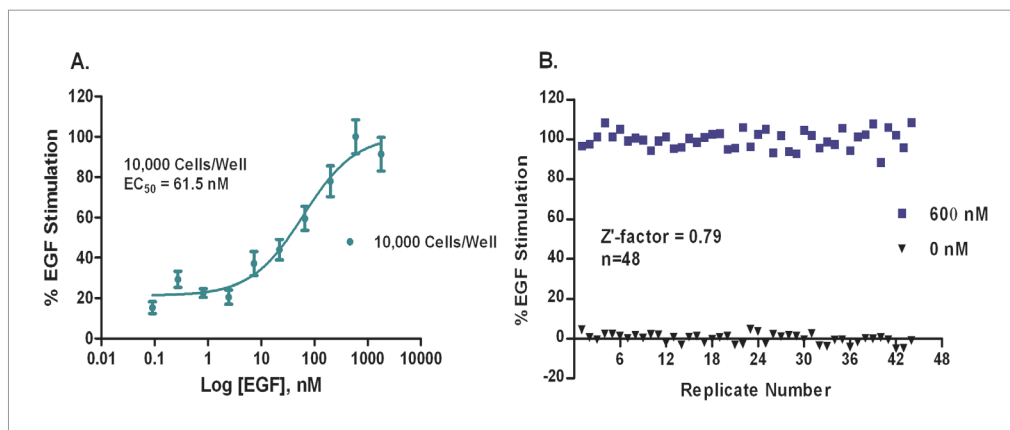 A.
120
100
80
60
40
20
0
% EGF Stimulation
10,000 Cells/Well
EC50 = 61.5 nM
10,000 Cells/Well
0.01 0.1 1 10 100 1000 10000
Log [EGF], nM
B.
120
100
80
60
40
20
0
-20
%EGF Stimulation
600 nM
0 nM
Z'-factor = 0.79
n=48
6 12 18 24 30 36 42 48
Replicate Number